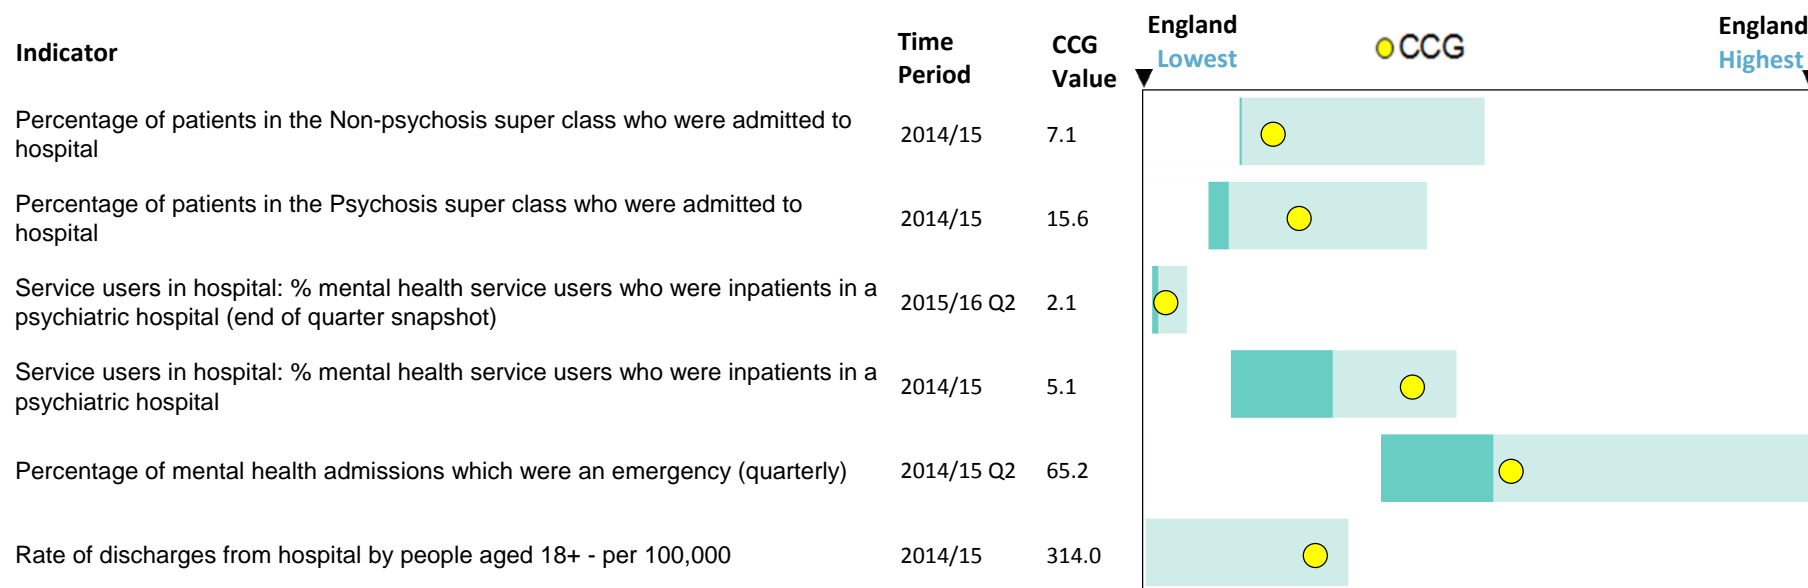 Indicator
Time
Period
CCG
Value
England
Lowest
CCG
England
Highest
Percentage of patients in the Non-psychosis super class who were admitted to
hospital
2014/15
7.1
Percentage of patients in the Psychosis super class who were admitted to
hospital
2014/15
15.6
Service users in hospital: % mental health service users who were inpatients in a
psychiatric hospital (end of quarter snapshot)
2015/16 Q2
2.1
Service users in hospital: % mental health service users who were inpatients in a
psychiatric hospital
2014/15
5.1
Percentage of mental health admissions which were an emergency (quarterly)
2014/15 Q2
65.2
Rate of discharges from hospital by people aged 18+ - per 100,000
2014/15
314.0